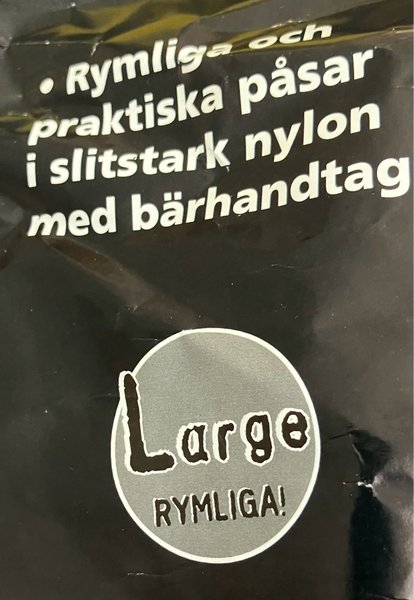 • Rymliga och
praktiska påsar
i slitstark nylon
med bärhandtag
Large
RYMLIGA!